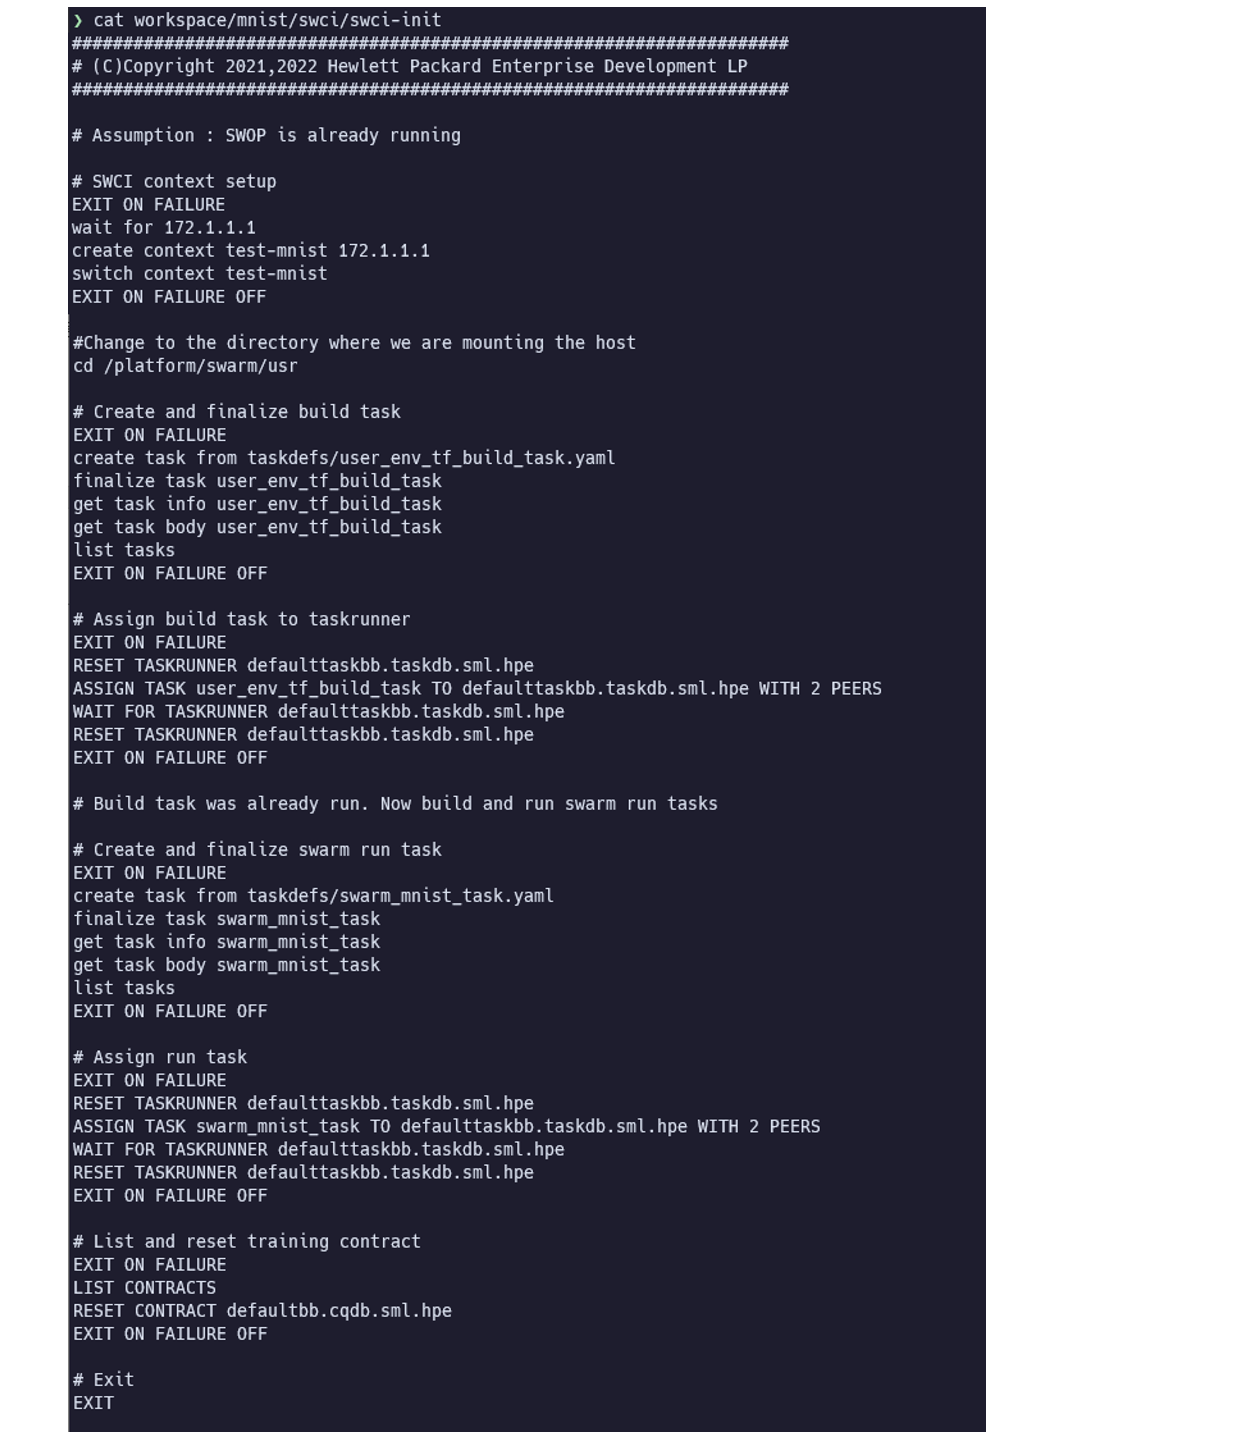 ❯ cat workspace/mnist/swci/swci-init
######################################################################
# (C)Copyright 2021,2022 Hewlett Packard Enterprise Development LP
######################################################################
# Assumption : SWOP is already running
# SWCI context setup
EXIT ON FAILURE
wait for 172.1.1.1
create context test-mnist 172.1.1.1
switch context test-mnist
EXIT ON FAILURE OFF
#Change to the directory where we are mounting the host
cd /platform/swarm/usr
# Create and finalize build task
EXIT ON FAILURE
create task from taskdefs/user_env_tf_build_task.yaml
finalize task user_env_tf_build_task
get task info user_env_tf_build_task
get task body user_env_tf_build_task
list tasks
EXIT ON FAILURE OFF
# Assign build task to taskrunner
EXIT ON FAILURE
RESET TASKRUNNER defaulttaskbb.taskdb.sml.hpe
ASSIGN TASK user_env_tf_build_task TO defaulttaskbb.taskdb.sml.hpe WITH 2 PEERS
WAIT FOR TASKRUNNER defaulttaskbb.taskdb.sml.hpe
RESET TASKRUNNER defaulttaskbb.taskdb.sml.hpe
EXIT ON FAILURE OFF
# Build task was already run. Now build and run swarm run tasks
# Create and finalize swarm run task
EXIT ON FAILURE
create task from taskdefs/swarm_mnist_task.yaml
finalize task swarm_mnist_task
get task info swarm_mnist_task
get task body swarm_mnist_task
list tasks
EXIT ON FAILURE OFF
# Assign run task
EXIT ON FAILURE
RESET TASKRUNNER defaulttaskbb.taskdb.sml.hpe
ASSIGN TASK swarm_mnist_task TO defaulttaskbb.taskdb.sml.hpe WITH 2 PEERS
WAIT FOR TASKRUNNER defaulttaskbb.taskdb.sml.hpe
RESET TASKRUNNER defaulttaskbb.taskdb.sml.hpe
EXIT ON FAILURE OFF
# List and reset training contract
EXIT ON FAILURE
LIST CONTRACTS
RESET CONTRACT defaultbb.cqdb.sml.hpe
EXIT ON FAILURE OFF
# Exit
EXIT